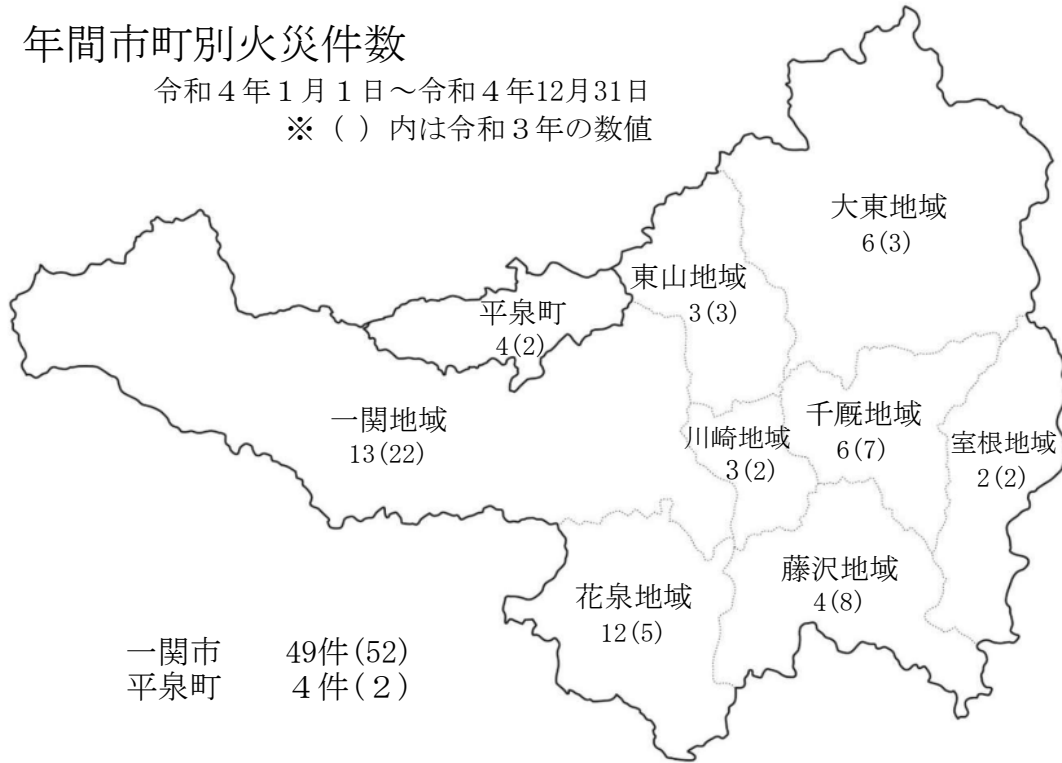 年間市町別火災件数
令和４年１月１日～令和４年12月31日
※（ ）内は令和３年の数値
大東地域
6(3)
東山地域
3(3)
平泉町
4(2)
一関地域
13(22)
川崎地域
3(2)
千厩地域
6(7)
室根地域
2(2)
藤沢地域
4(8)
花泉地域
12(5)
一関市 49件(52)
平泉町 ４件(２)